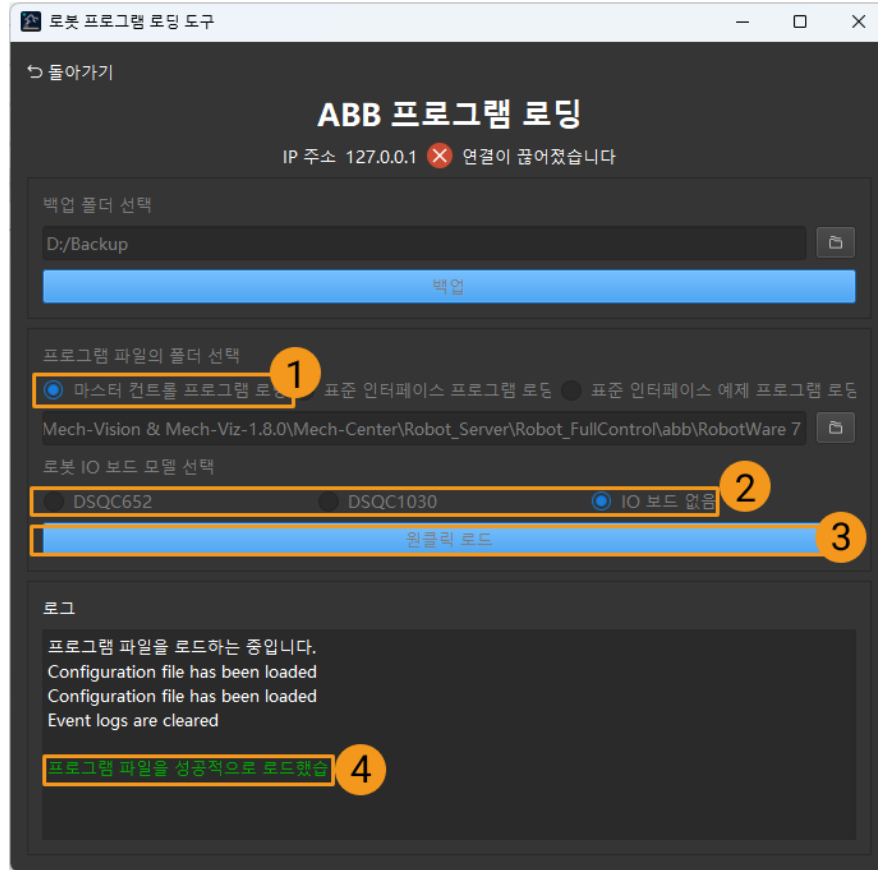 로봇 프로그램 로딩 도구
돌아가기
ABB 프로그램 로딩
IP 주소 127.0.0.1 연결이 끊어졌습니다
백업 폴더 선택
D:/Backup
백업
프로그램 파일의 폴더 선택
1
마스터 컨트롤 프로그램 표준 인터페이스 프로그램 로딩 표준 인터페이스 예제 프로그램 로딩
Mech-Vision & Mech-Viz-1.8.0\Mech-Center\Robot_Server\Robot_FullControl\abb\RobotWare 7
로봇 IO 보드 모델 선택
DSQC652 DSQC1030 IO 보드 없음 2
원클릭 로드 3
로그
프로그램 파일을 로드하는 중입니다.
Configuration file has been loaded
Configuration file has been loaded
Event logs are cleared
프로그램 파일을 성공적으로 로드했습 4